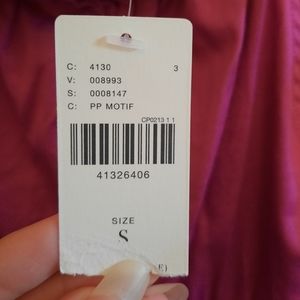 C: 4130 3
V: 008993
S: 0008147
C: PP MOTIF
CP0213-1 1
41326406
SIZE
S
E)